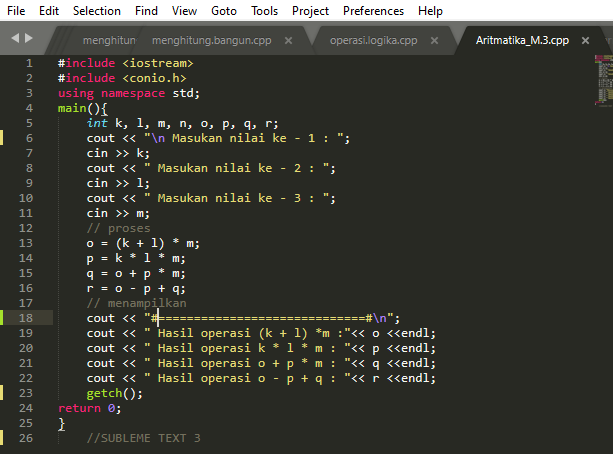 File Edit Selection Find View Goto Tools Project Preferences Help
menghitun menghitung.bangun.cpp × operasi.logika.cpp × Aritmatika_M.3.cpp ×
1 #include <iostream>
2 #include <conio.h>
3 using namespace std;
4 main(){
5 int k, l, m, n, o, p, q, r;
6 cout << "\n Masukan nilai ke - 1 : ";
7 cin >> k;
8 cout << " Masukan nilai ke - 2 : ";
9 cin >> l;
10 cout << " Masukan nilai ke - 3 : ";
11 cin >> m;
12 // proses
13 o = (k + l) * m;
14 p = k * l * m;
15 q = o + p * m;
16 r = o - p + q;
17 // menampilkan
18 cout << "#=============================#\n";
19 cout << " Hasil operasi (k + l) *m :"<< o <<endl;
20 cout << " Hasil operasi k * l * m : "<< p <<endl;
21 cout << " Hasil operasi o + p * m : "<< q <<endl;
22 cout << " Hasil operasi o - p + q : "<< r <<endl;
23 getch();
24 return 0;
25 }
26 //SUBLEME TEXT 3